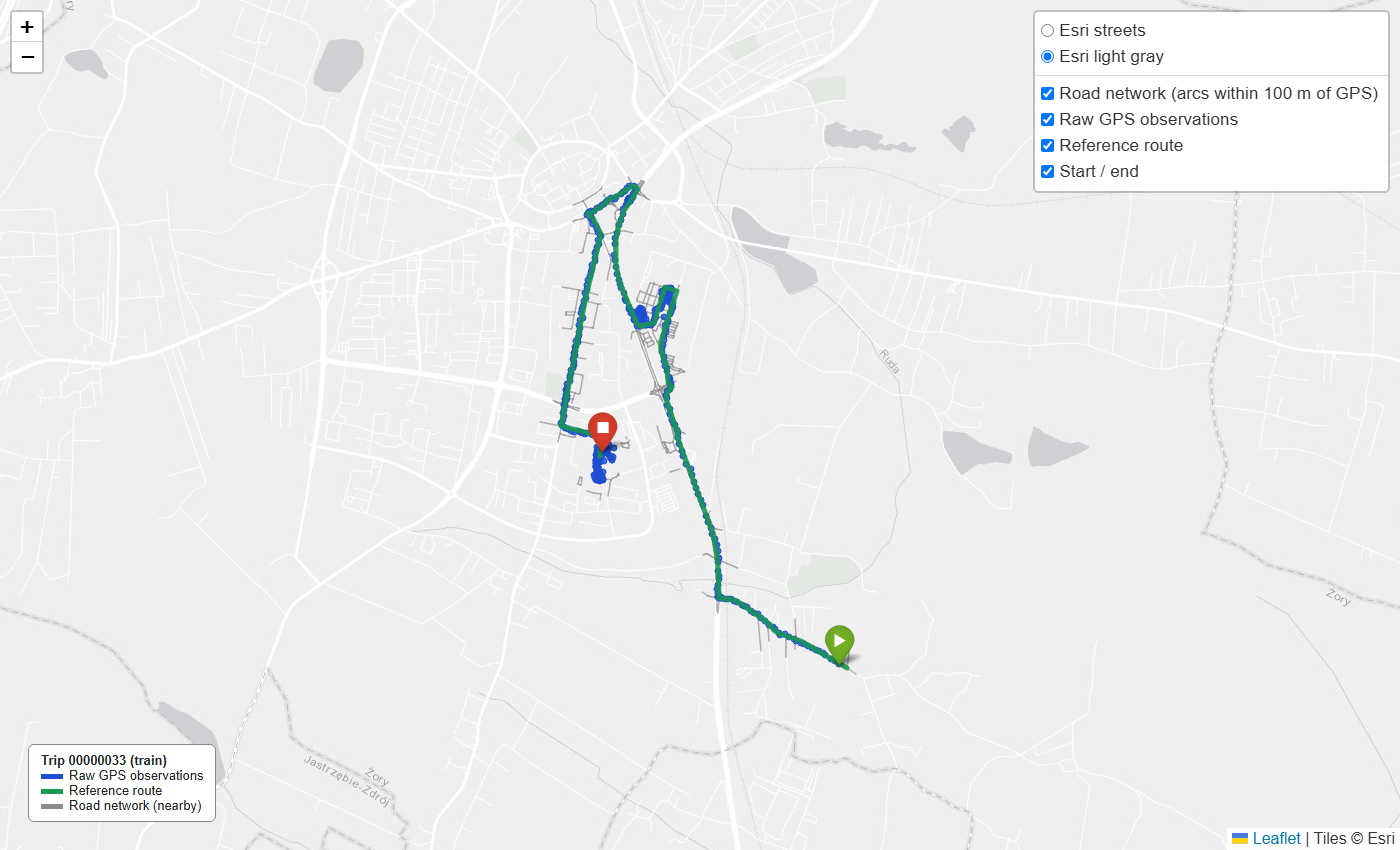 +
−
Esri streets
Esri light gray
Road network (arcs within 100 m of GPS)
Raw GPS observations
Reference route
Start / end
Ruda
Żory
Żory
Jastrzębie-Zdrój
Trip 00000033 (train)
Raw GPS observations
Reference route
Road network (nearby)
Leaflet | Tiles © Esri